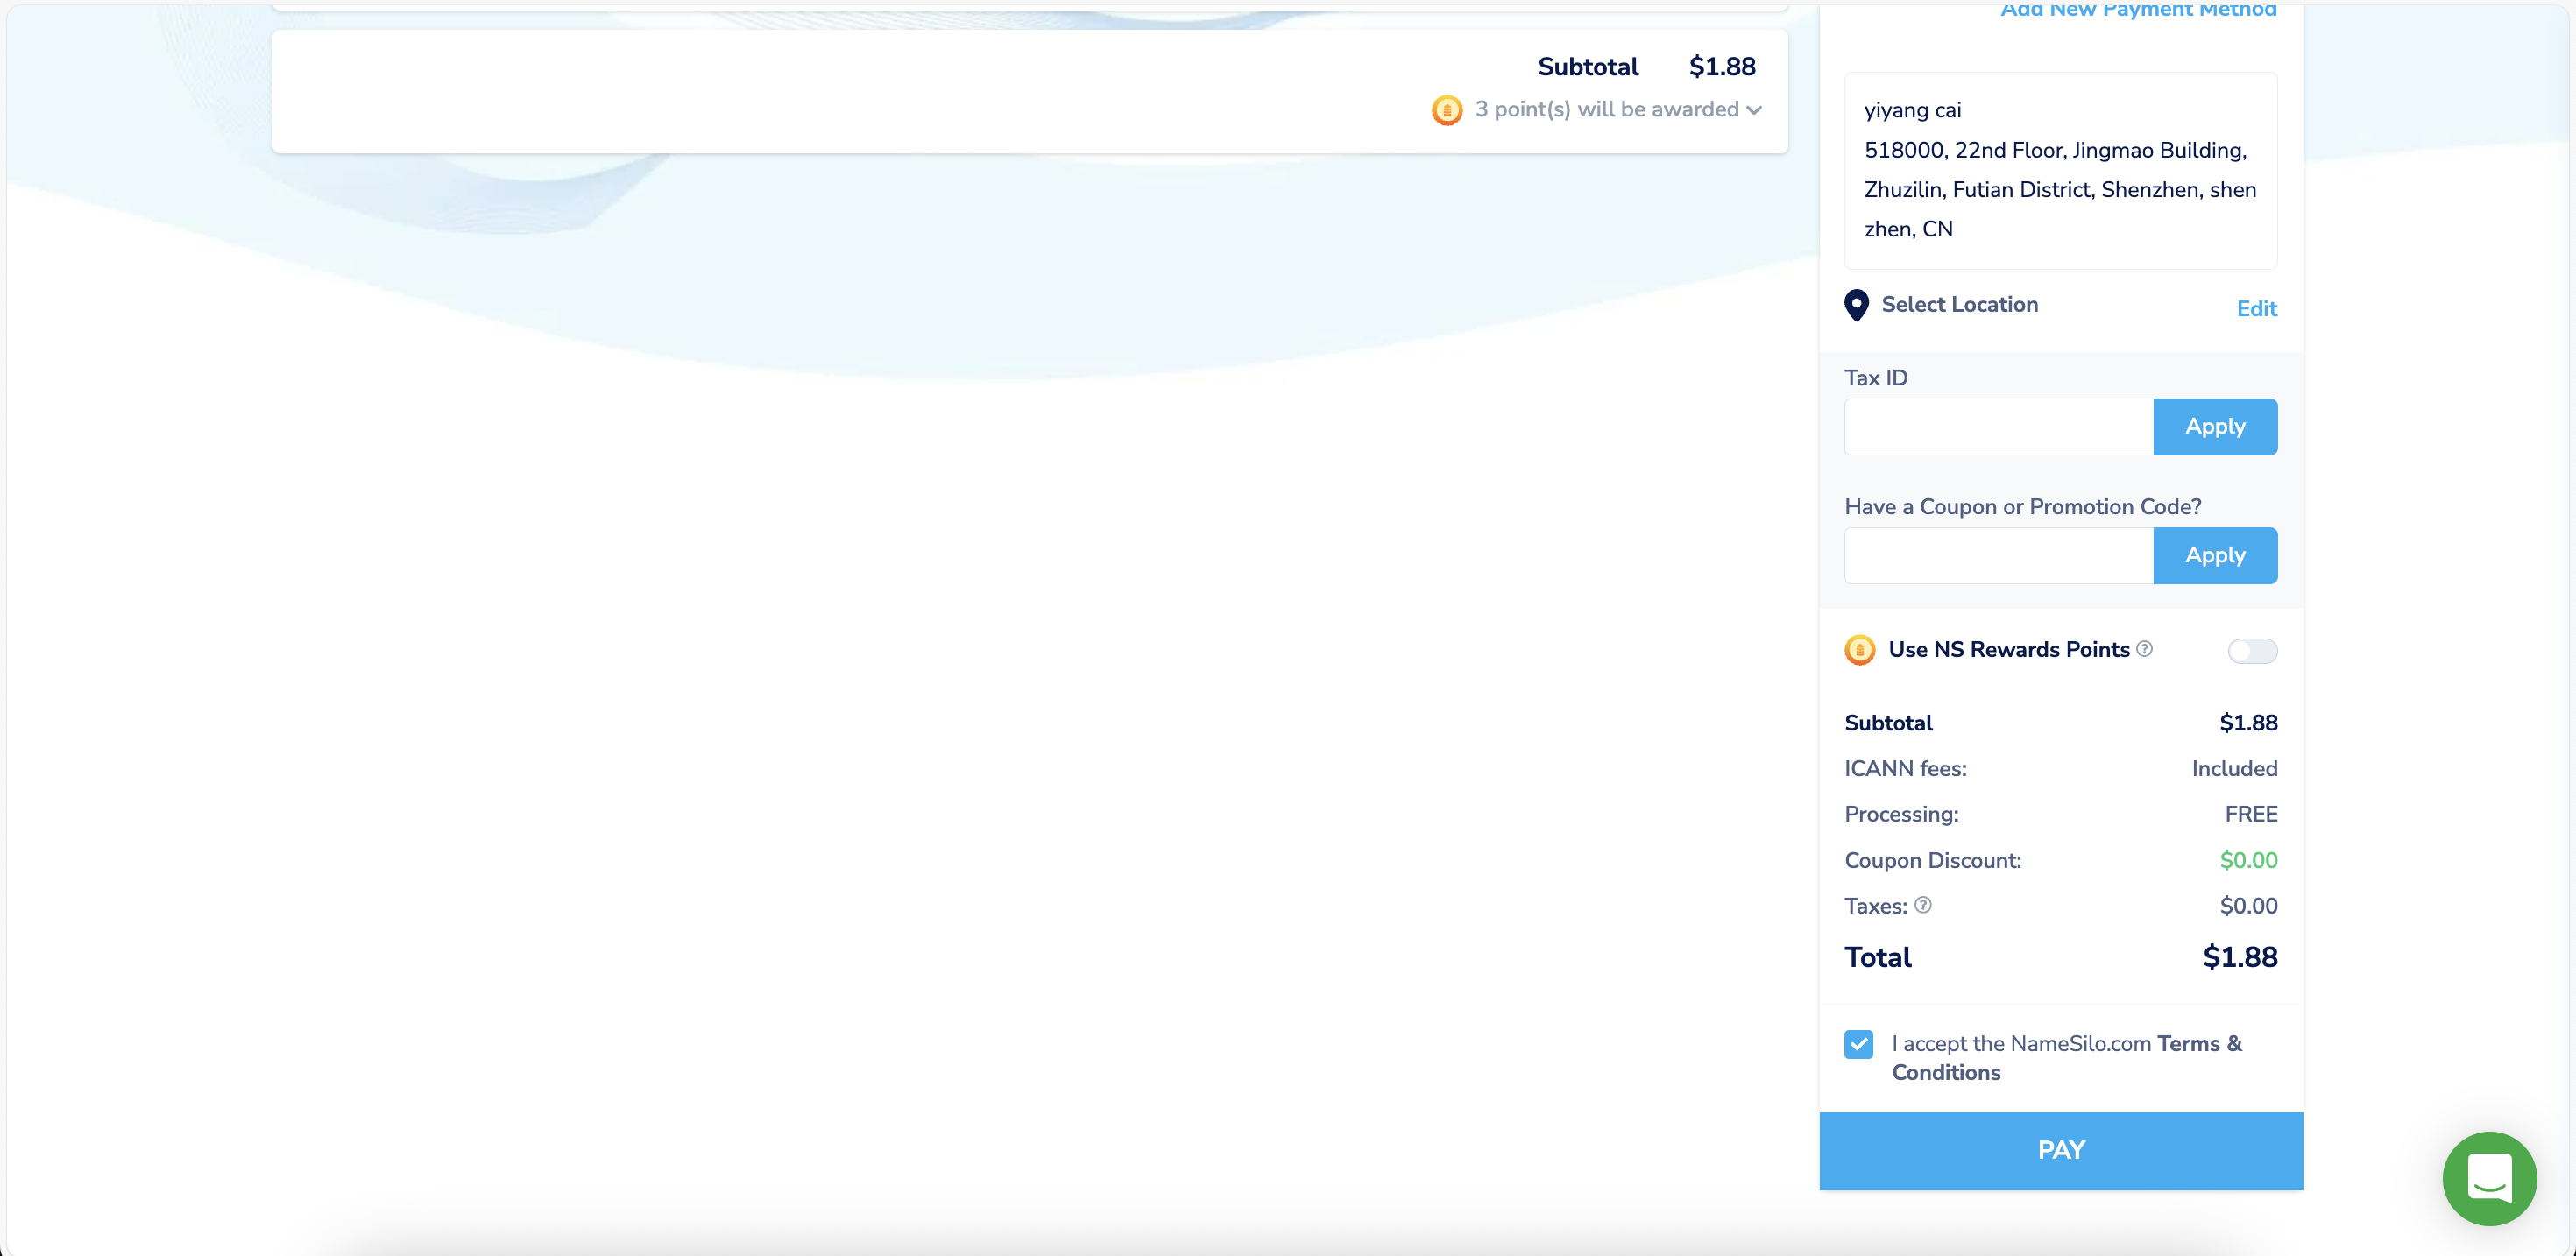 Add New Payment Method
Subtotal $1.88
3 point(s) will be awarded
yiyang cai
518000, 22nd Floor, Jingmao Building,
Zhuzilin, Futian District, Shenzhen, shen
zhen, CN
Select Location
Edit
Tax ID
Apply
Have a Coupon or Promotion Code?
Apply
Use NS Rewards Points
Subtotal $1.88
ICANN fees: Included
Processing: FREE
Coupon Discount: $0.00
Taxes: $0.00
Total $1.88
I accept the NameSilo.com Terms &
Conditions
PAY